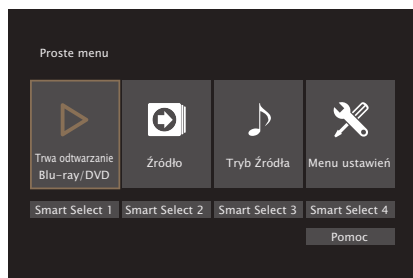 Proste menu
Trwa odtwarzanie
Blu-ray/DVD
Źródło
Tryb Źródła
Menu ustawień
Smart Select 1
Smart Select 2
Smart Select 3
Smart Select 4
Pomoc